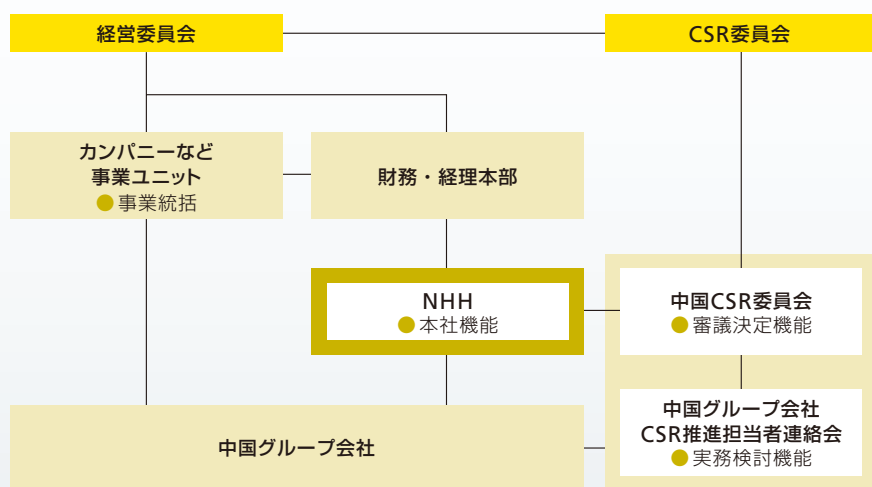 経営委員会
CSR委員会
カンパニーなど
事業ユニット
●事業統括
財務・経理本部
NHH
●本社機能
中国CSR委員会
●審議決定機能
中国グループ会社
中国グループ会社
CSR推進担当者連絡会
●実務検討機能